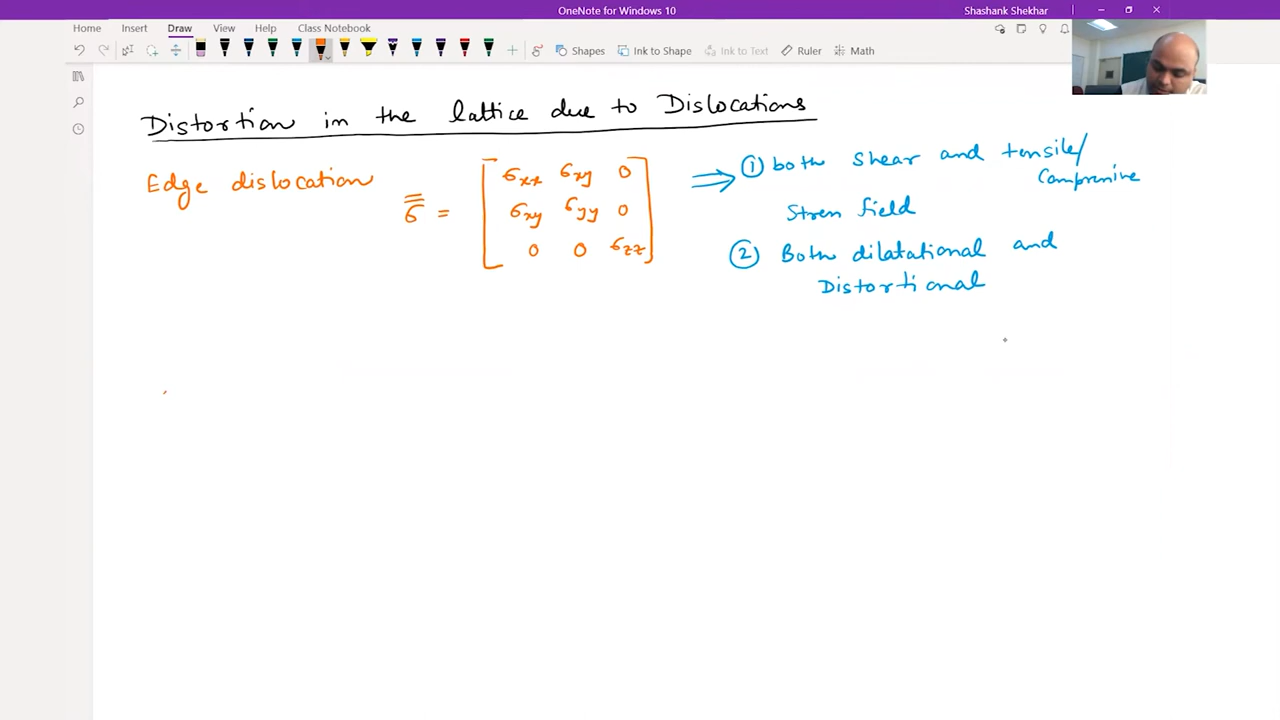 OneNote for Windows 10
Shashank Shekhar
Home Insert Draw View Help Class Notebook
Shapes Ink to Shape Ink to Text Ruler Math
Distortion in the lattice due to Dislocations
Edge dislocation
σ = [σxx σxy 0
σxy σyy 0
0 0 σzz]
⇒ ① both shear and tensile/
Compressive
Stress field
② Both dilatational and
Distortional